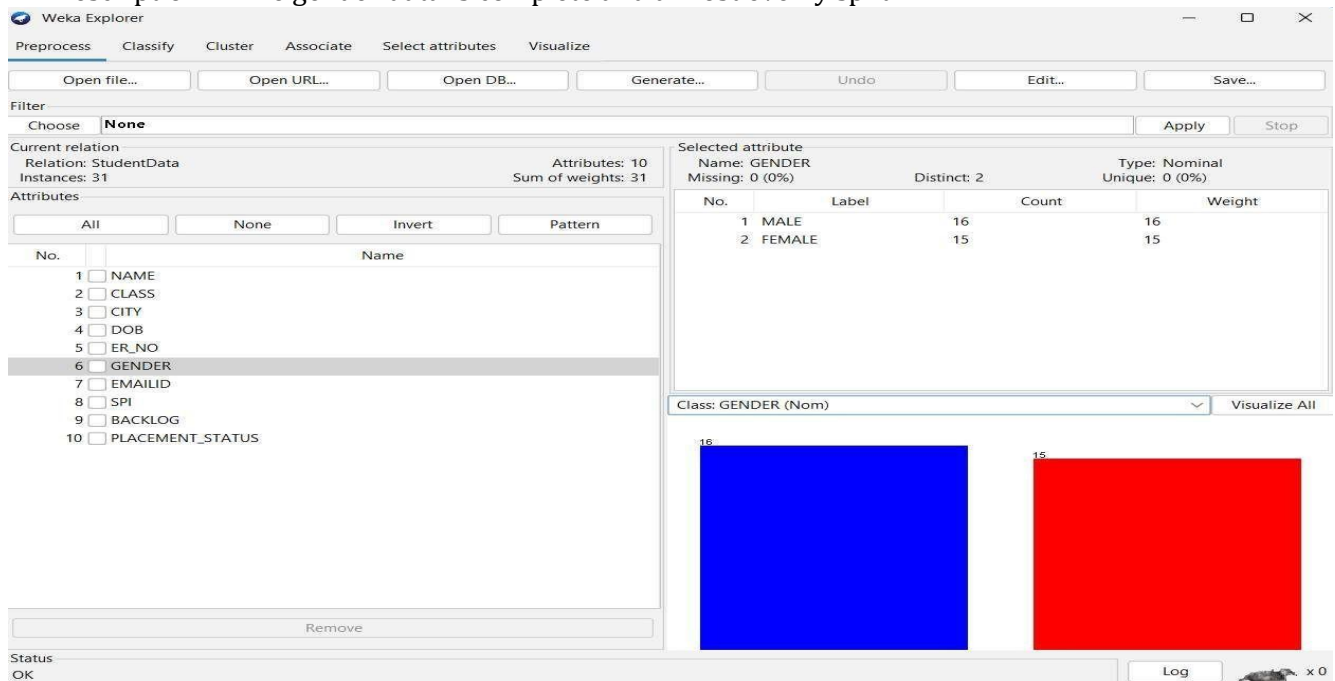 Weka Explorer
Preprocess Classify Cluster Associate Select attributes Visualize
Open file... Open URL... Open DB... Generate... Undo Edit... Save...
Filter
Choose None Apply Stop
Current relation
Relation: StudentData Attributes: 10
Instances: 31 Sum of weights: 31
Attributes
All None Invert Pattern
No. Name
1 NAME
2 CLASS
3 CITY
4 DOB
5 ER_NO
6 GENDER
7 EMAILID
8 SPI
9 BACKLOG
10 PLACEMENT_STATUS
Remove
Selected attribute
Name: GENDER Type: Nominal
Missing: 0 (0%) Distinct: 2 Unique: 0 (0%)
No. Label Count Weight
1 MALE 16 16
2 FEMALE 15 15
Class: GENDER (Nom) Visualize All
16 15
Status
OK Log x 0